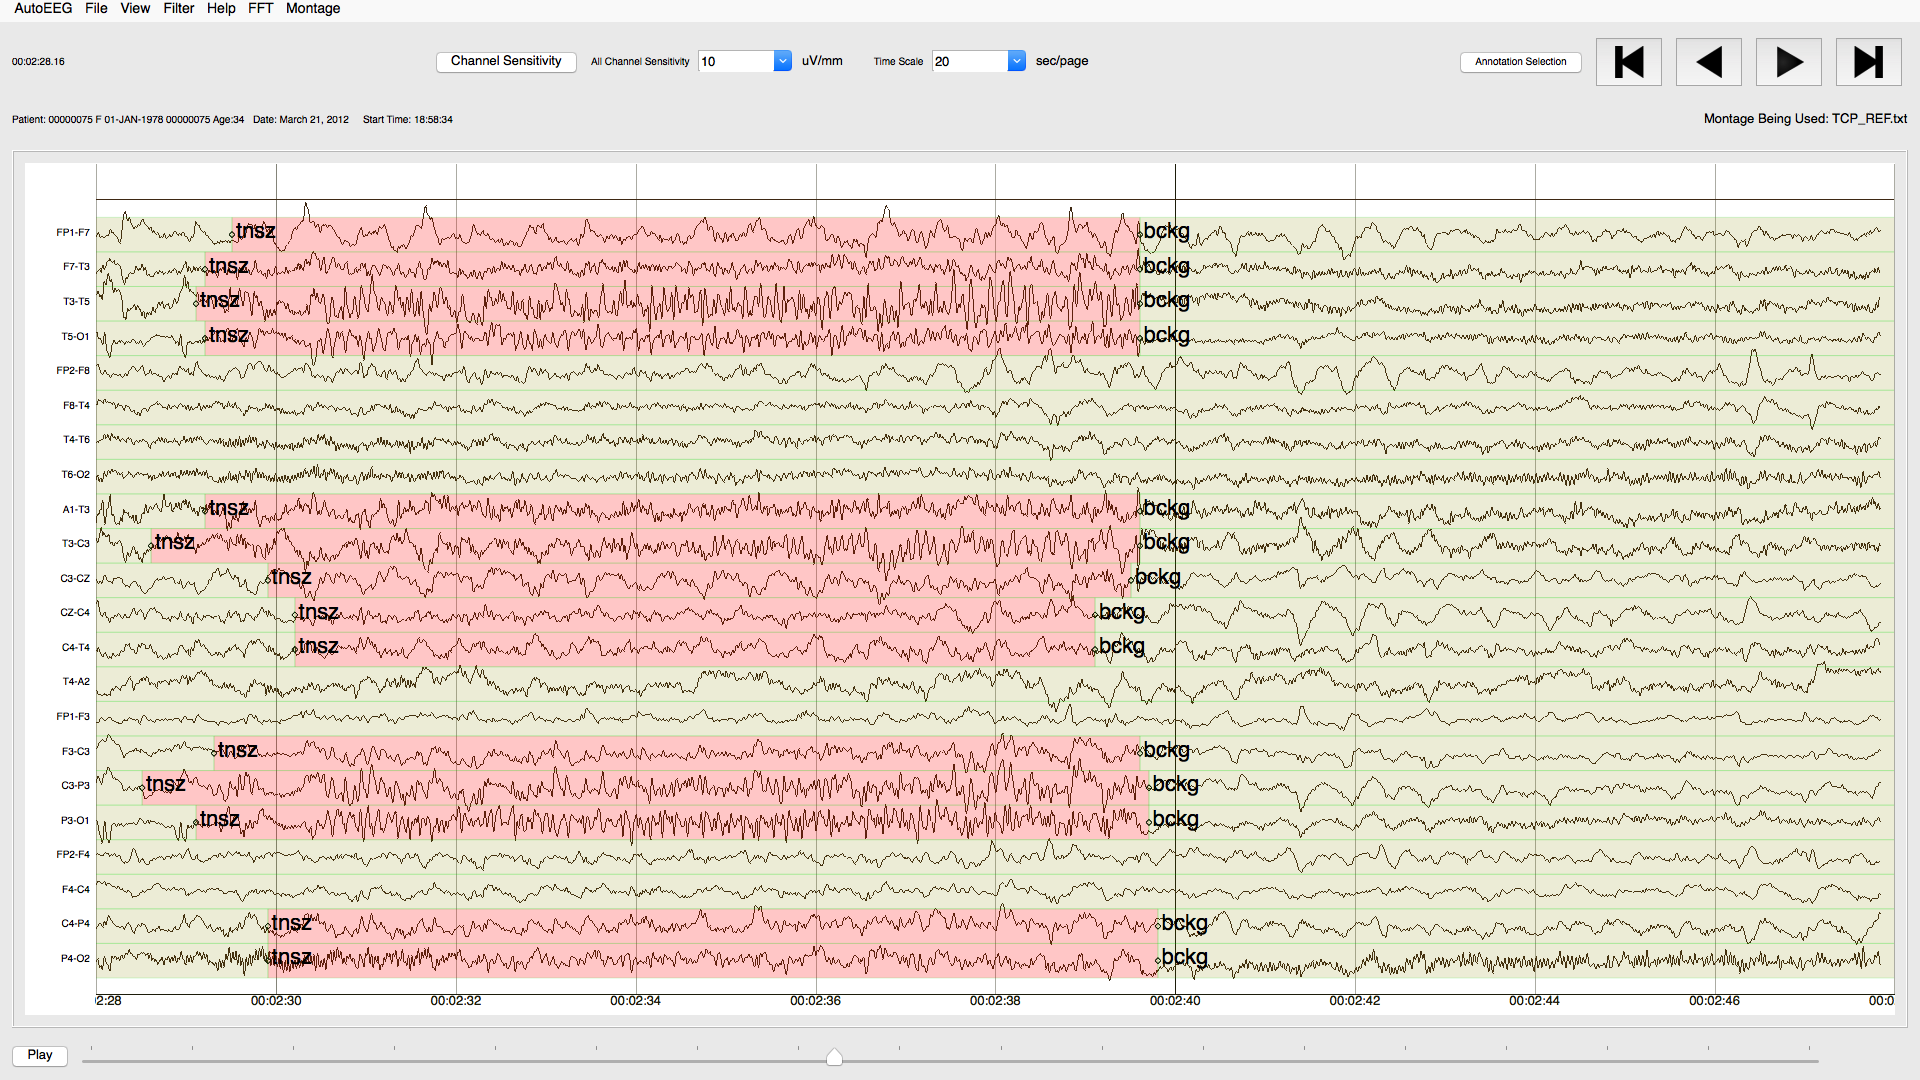 AutoEEG File View Filter Help FFT Montage
00:02:28.16 Channel Sensitivity All Channel Sensitivity 10 uV/mm Time Scale 20 sec/page Annotation Selection
Patient: 00000075 F 01-JAN-1978 00000075 Age:34 Date: March 21, 2012 Start Time: 18:58:34 Montage Being Used: TCP_REF.txt
FP1-F7 tnsz bckg
F7-T3 tnsz bckg
T3-T5 tnsz bckg
T5-O1 tnsz bckg
FP2-F8
F8-T4
T4-T6
T6-O2
A1-T3 tnsz bckg
T3-C3 tnsz bckg
C3-CZ tnsz bckg
CZ-C4 tnsz bckg
C4-T4 tnsz bckg
T4-A2
FP1-F3
F3-C3 tnsz bckg
C3-P3 tnsz bckg
P3-O1 tnsz bckg
FP2-F4
F4-C4
C4-P4 tnsz bckg
P4-O2 tnsz bckg
2:28 00:02:30 00:02:32 00:02:34 00:02:36 00:02:38 00:02:40 00:02:42 00:02:44 00:02:46 00:0
Play